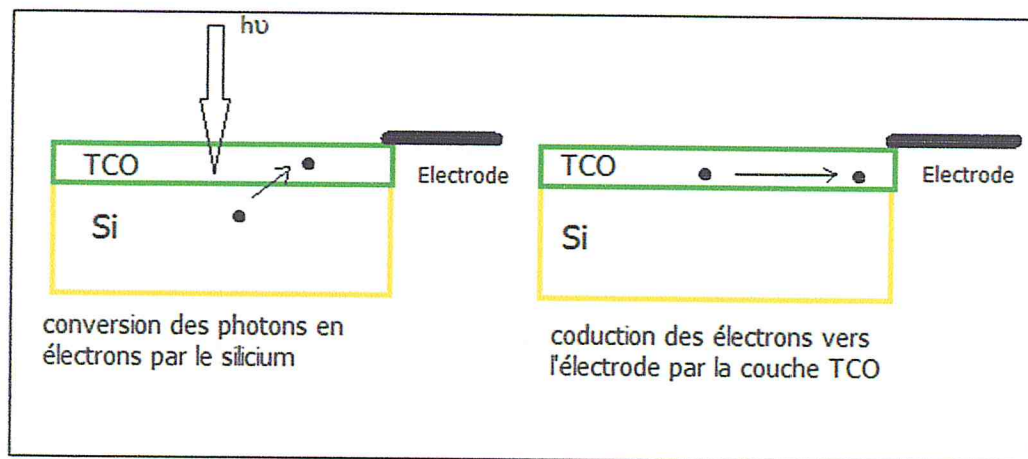 hυ
TCO
Electrode
Si
conversion des photons en
électrons par le silicium
TCO
Electrode
Si
coduction des électrons vers
l'électrode par la couche TCO